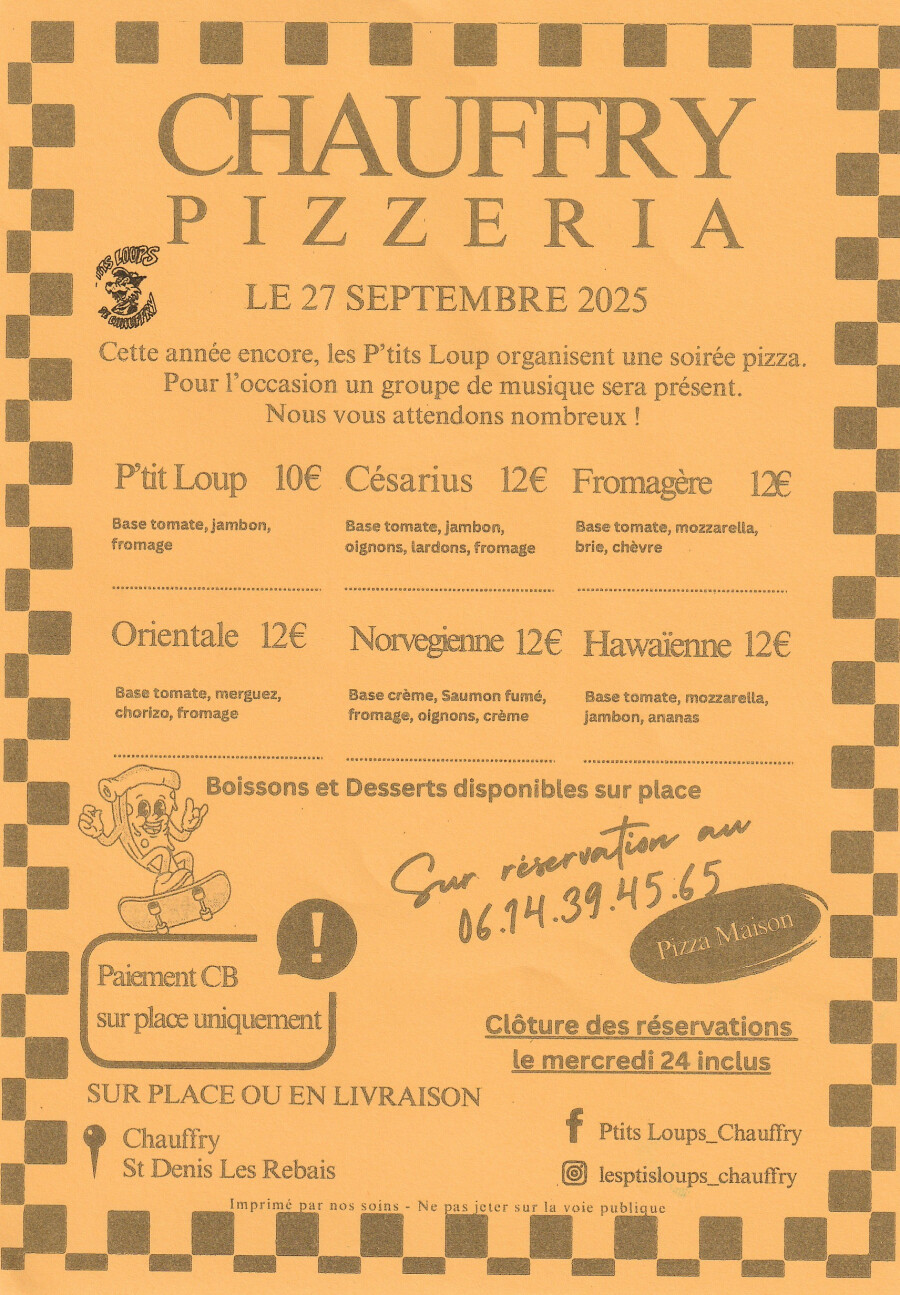 CHAUFFRY
PIZZERIA
P'TITS LOUPS
DE CHAUFFRY
LE 27 SEPTEMBRE 2025
Cette année encore, les P'tits Loup organisent une soirée pizza.
Pour l'occasion un groupe de musique sera présent.
Nous vous attendons nombreux !
P'tit Loup 10€
Base tomate, jambon,
fromage
Césarius 12€
Base tomate, jambon,
oignons, lardons, fromage
Fromagère 12€
Base tomate, mozzarella,
brie, chèvre
Orientale 12€
Base tomate, merguez,
chorizo, fromage
Norvegienne 12€
Base crème, Saumon fumé,
fromage, oignons, crème
Hawaïenne 12€
Base tomate, mozzarella,
jambon, ananas
Boissons et Desserts disponibles sur place
Sur réservation au
06.14.39.45.65
Pizza Maison
!
Paiement CB
sur place uniquement
Clôture des réservations
le mercredi 24 inclus
SUR PLACE OU EN LIVRAISON
Chauffry
St Denis Les Rebais
Ptits Loups_Chauffry
lesptisloups_chauffry
Imprimé par nos soins - Ne pas jeter sur la voie publique